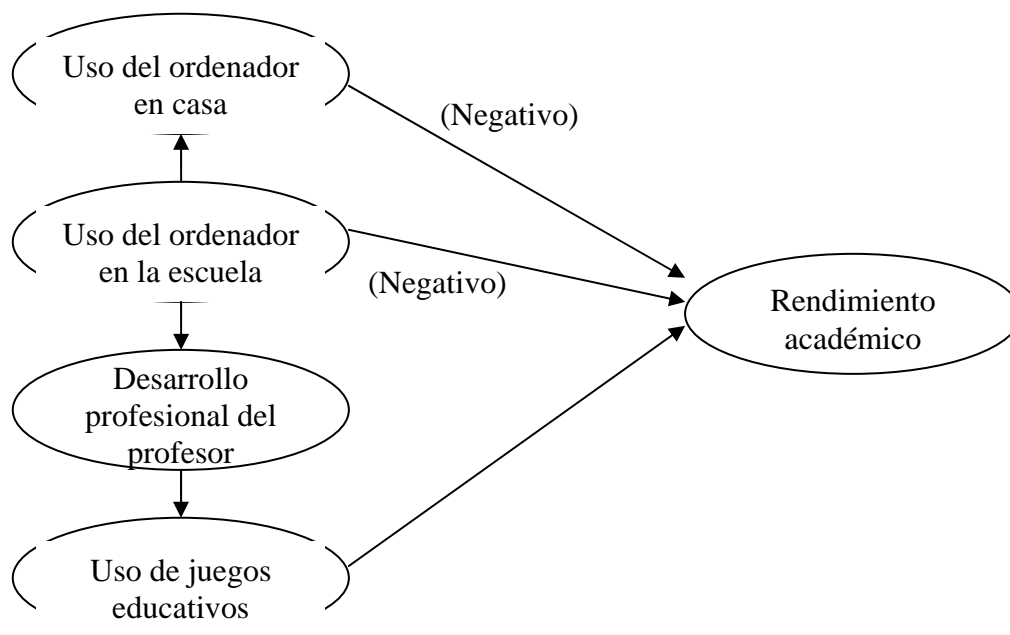 Uso del ordenador
en casa
(Negativo)
Uso del ordenador
en la escuela
(Negativo)
Rendimiento
académico
Desarrollo
profesional del
profesor
Uso de juegos
educativos